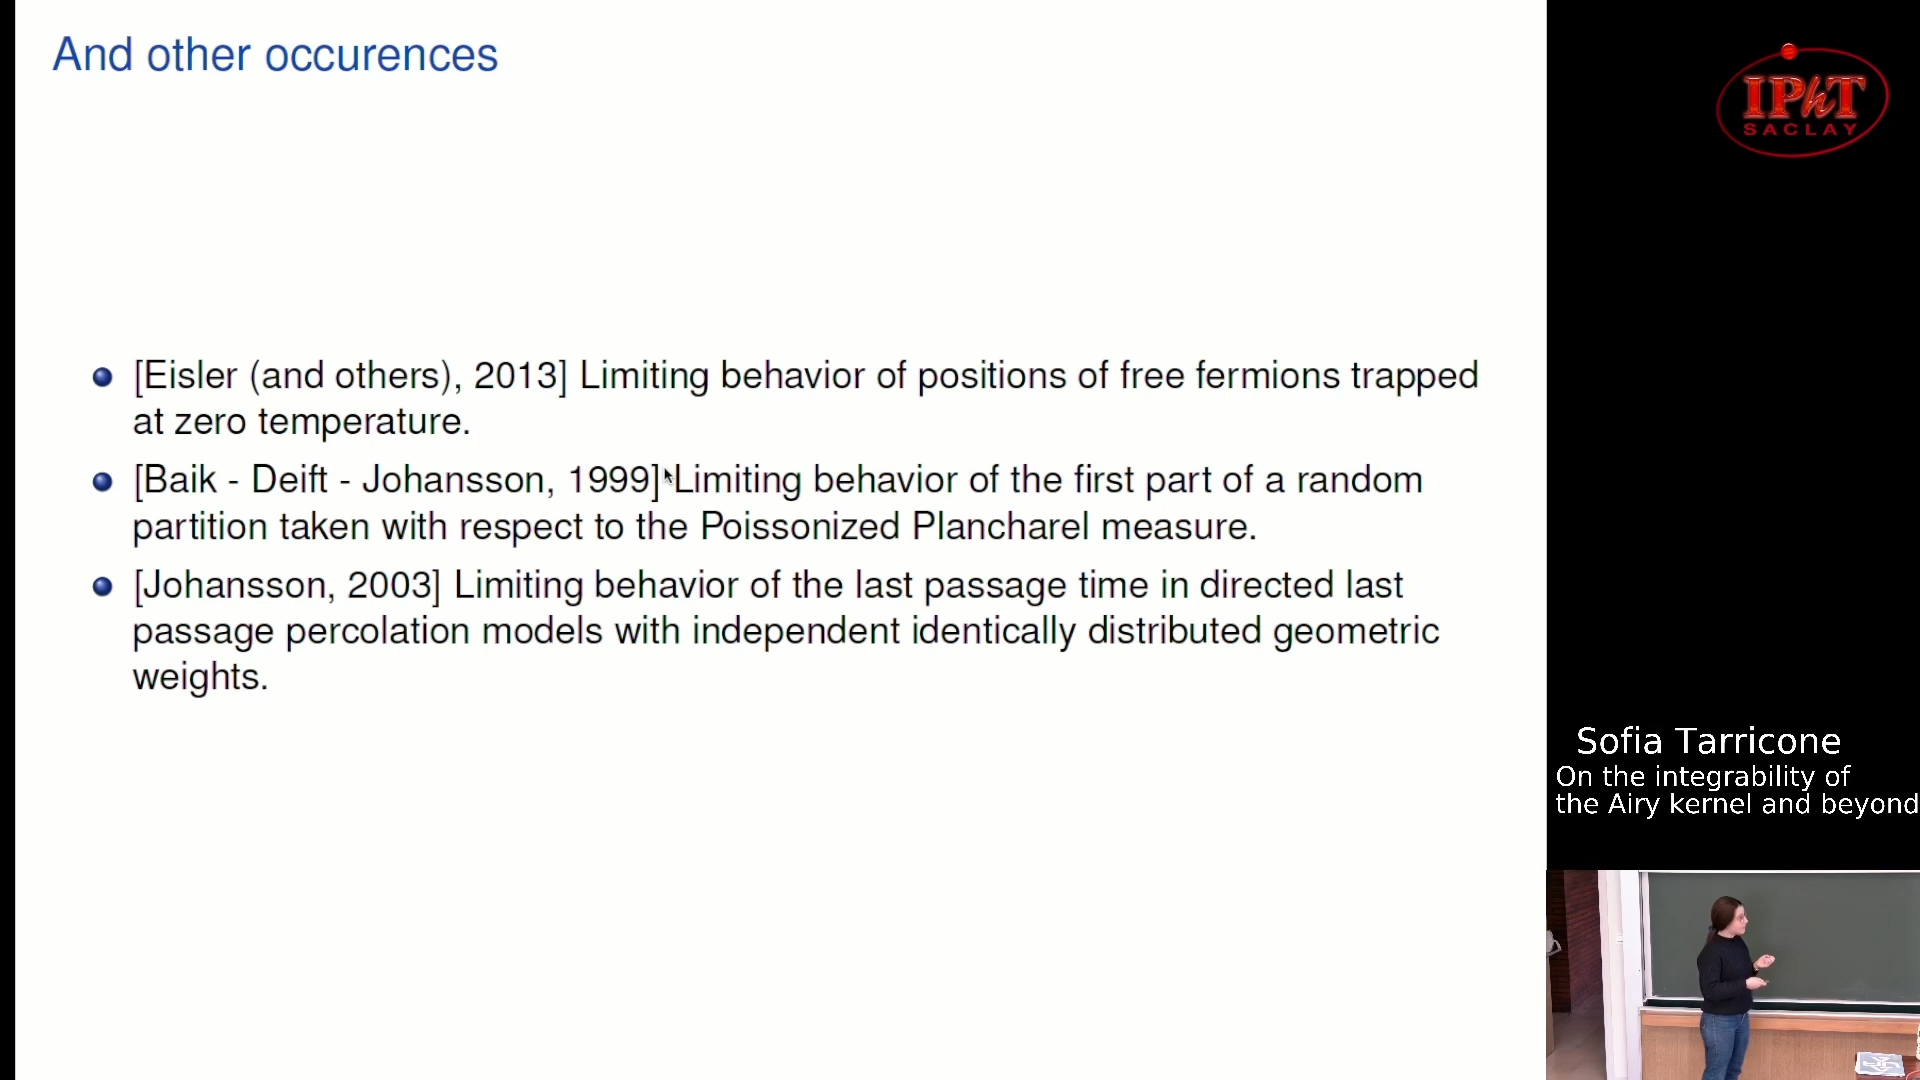 And other occurences
[Eisler (and others), 2013] Limiting behavior of positions of free fermions trapped
at zero temperature.
[Baik - Deift - Johansson, 1999] Limiting behavior of the first part of a random
partition taken with respect to the Poissonized Plancharel measure.
[Johansson, 2003] Limiting behavior of the last passage time in directed last
passage percolation models with independent identically distributed geometric
weights.
IPhT
SACLAY
Sofia Tarricone
On the integrability of
the Airy kernel and beyond